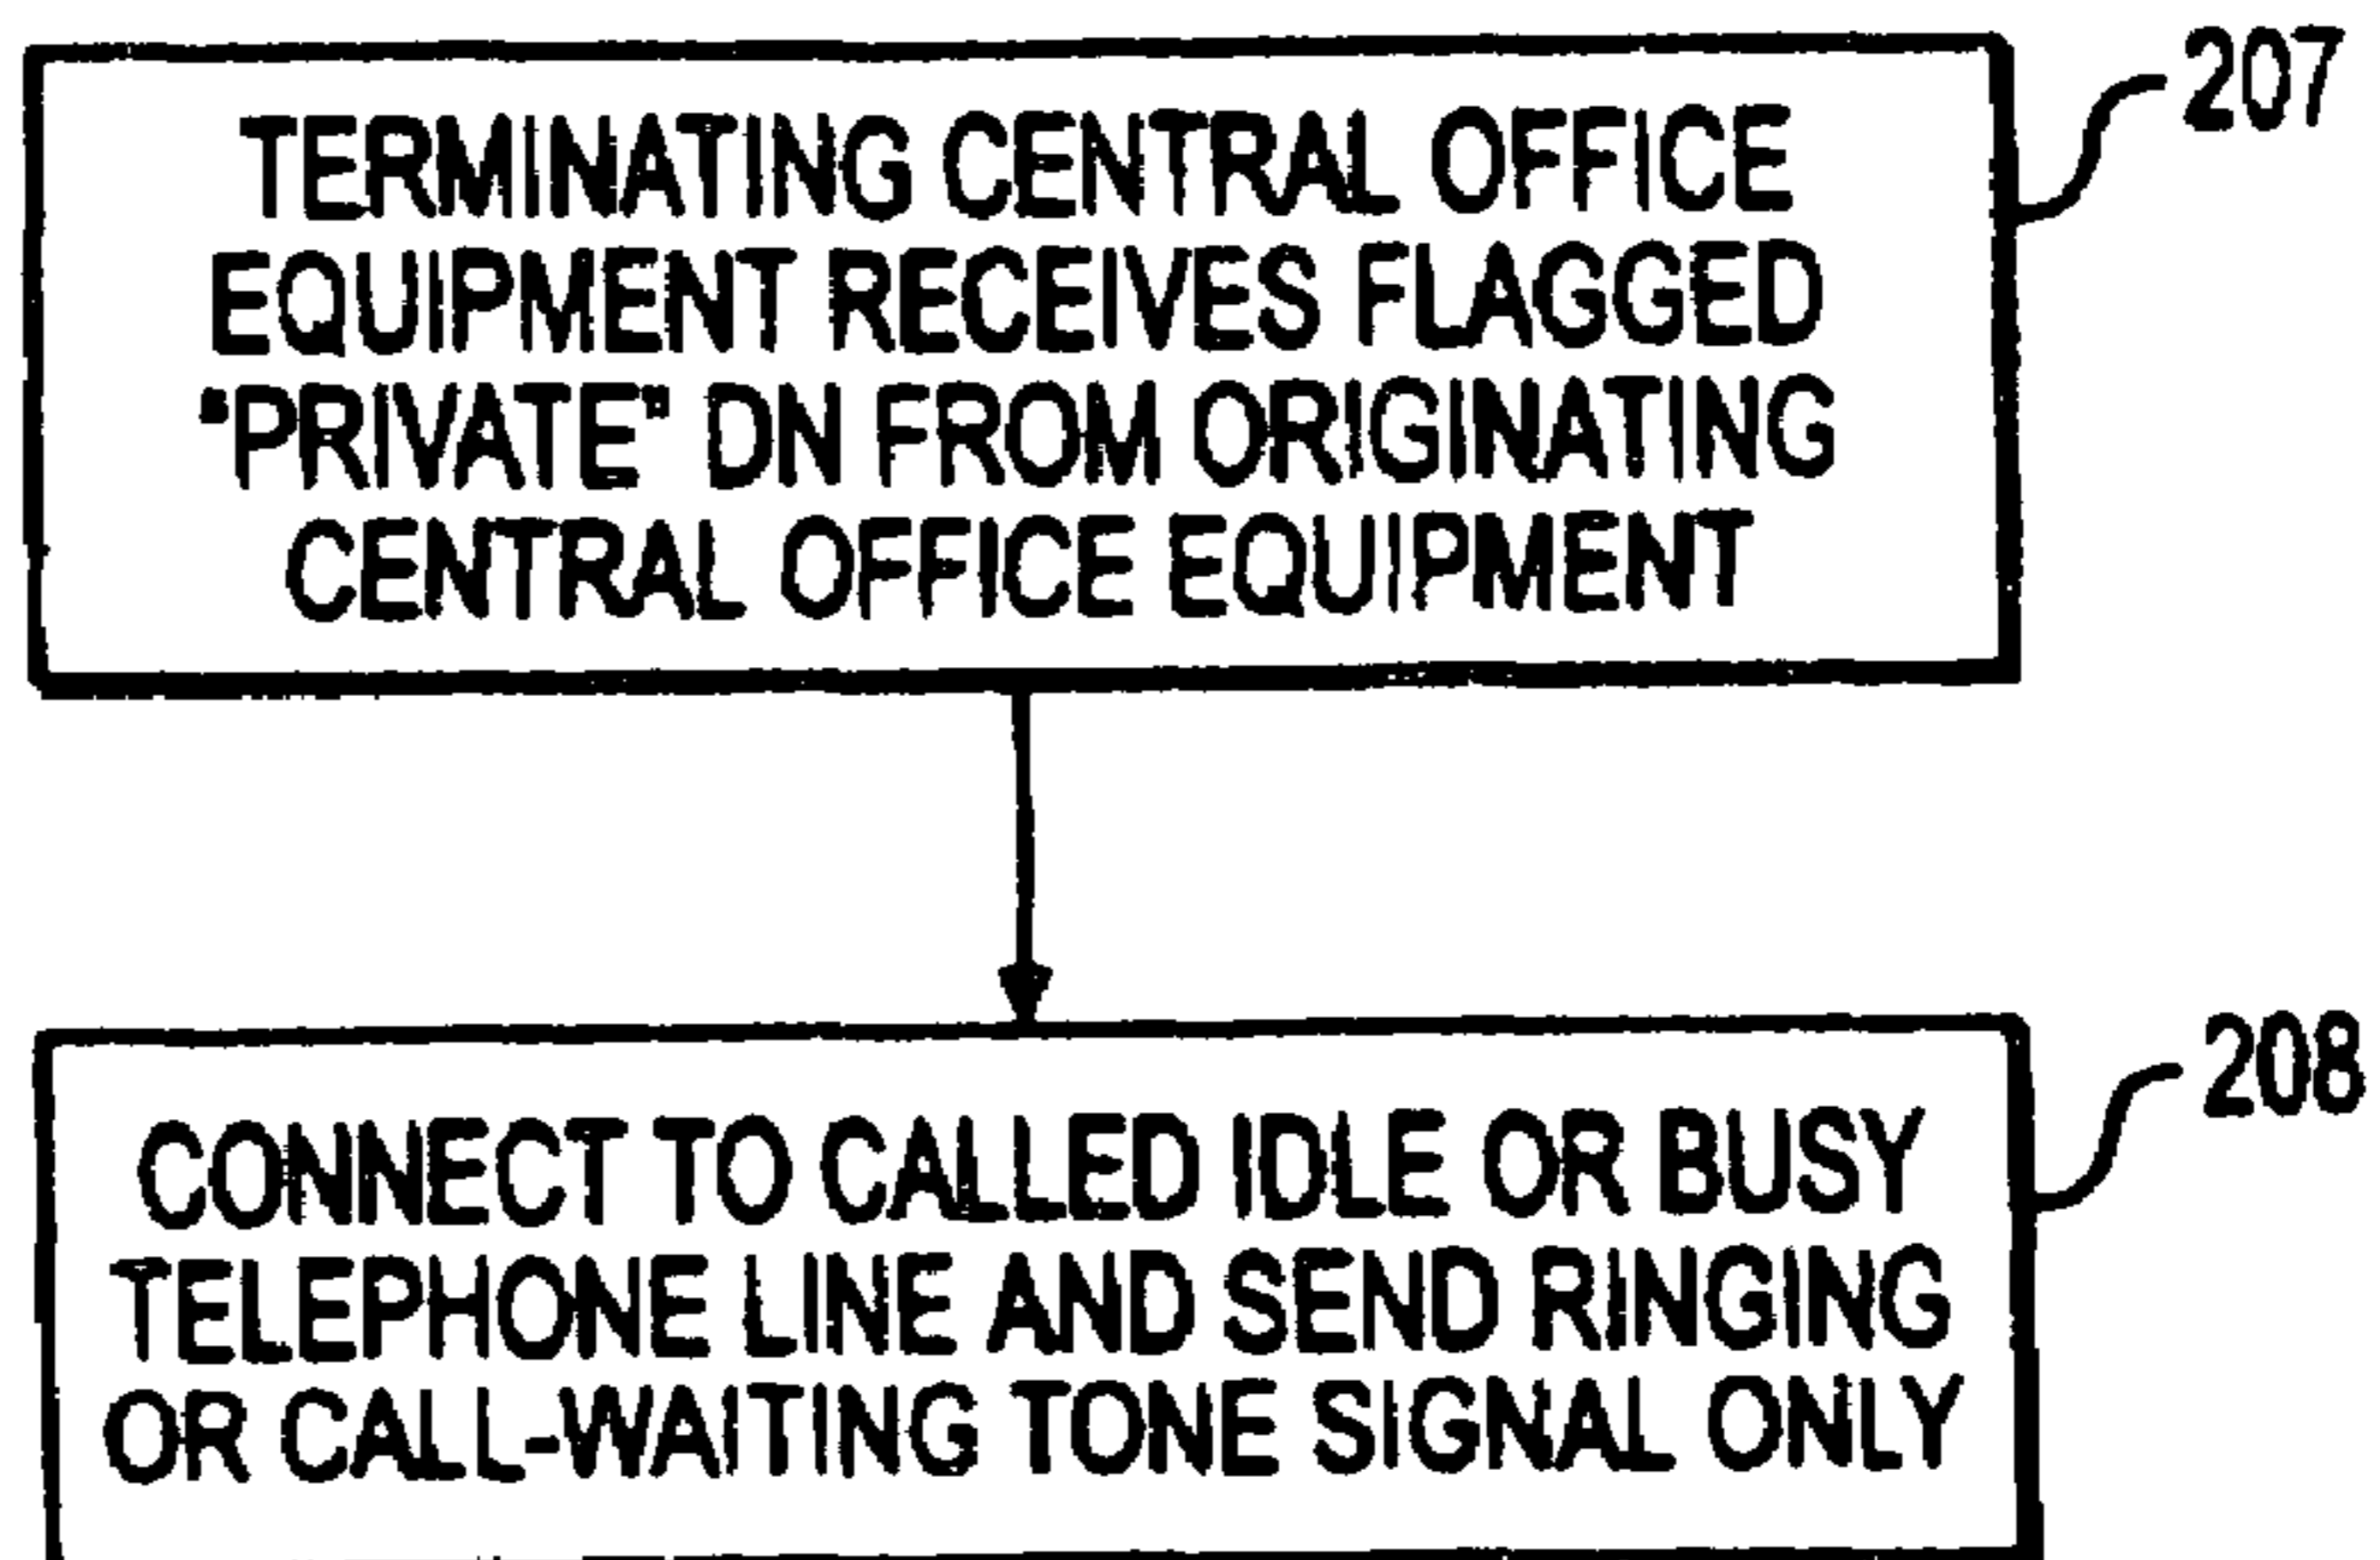 207
TERMINATING CENTRAL OFFICE
EQUIPMENT RECEIVES FLAGGED
"PRIVATE" DN FROM ORIGINATING
CENTRAL OFFICE EQUIPMENT
208
CONNECT TO CALLED IDLE OR BUSY
TELEPHONE LINE AND SEND RINGING
OR CALL-WAITING TONE SIGNAL ONLY